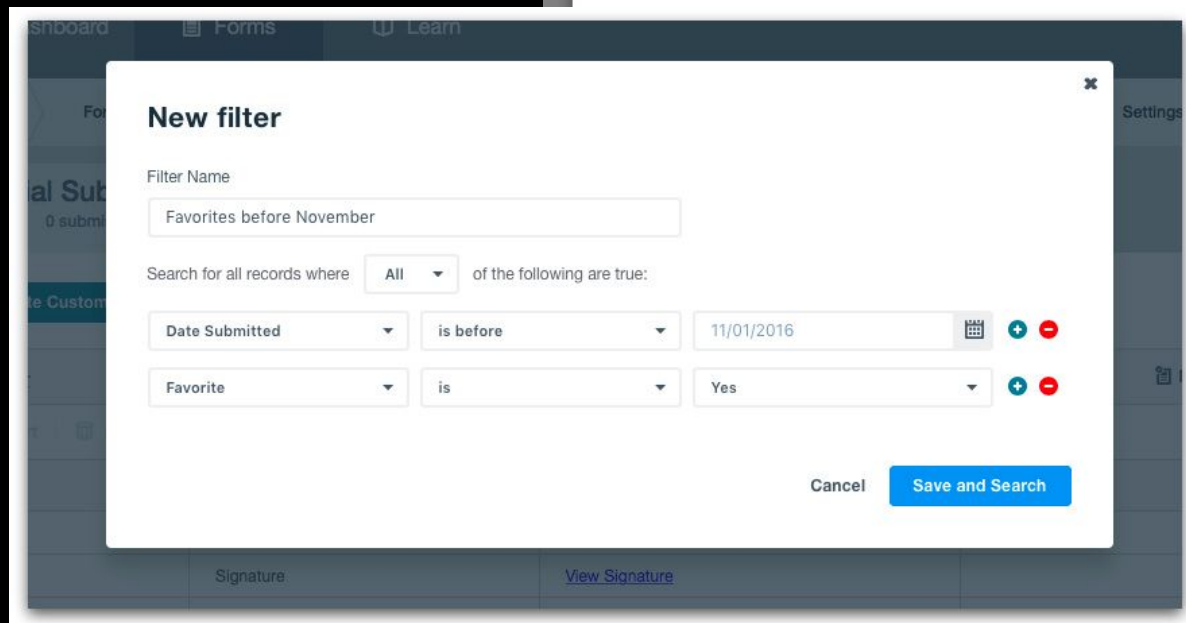 shboard Forms Learn
For
Settings
New filter
Filter Name
ial Sub
0 submi
Favorites before November
Search for all records where All of the following are true:
te Custom
Date Submitted is before 11/01/2016
Favorite is Yes
Cancel Save and Search
Signature View Signature